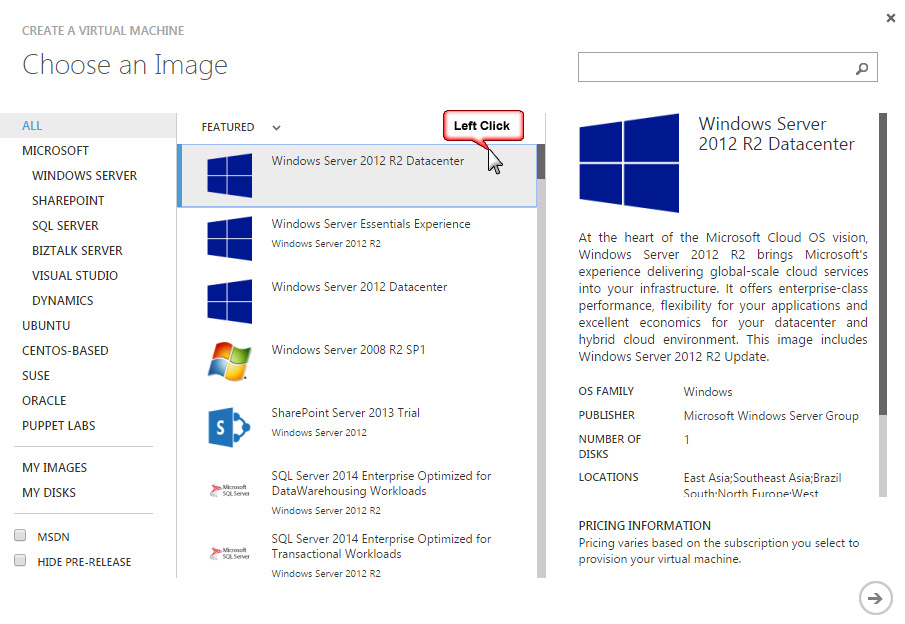 CREATE A VIRTUAL MACHINE
Choose an Image
ALL
MICROSOFT
WINDOWS SERVER
SHAREPOINT
SQL SERVER
BIZTALK SERVER
VISUAL STUDIO
DYNAMICS
UBUNTU
CENTOS-BASED
SUSE
ORACLE
PUPPET LABS
MY IMAGES
MY DISKS
MSDN
HIDE PRE-RELEASE
FEATURED
Left Click
Windows Server 2012 R2 Datacenter
Windows Server Essentials Experience
Windows Server 2012 R2
Windows Server 2012 Datacenter
Windows Server 2008 R2 SP1
S
SharePoint Server 2013 Trial
Windows Server 2012
Microsoft
SQL Server
SQL Server 2014 Enterprise Optimized for
DataWarehousing Workloads
Windows Server 2012 R2
Microsoft
SQL Server
SQL Server 2014 Enterprise Optimized for
Transactional Workloads
Windows Server 2012 R2
Windows Server
2012 R2 Datacenter
At the heart of the Microsoft Cloud OS vision,
Windows Server 2012 R2 brings Microsoft's
experience delivering global-scale cloud services
into your infrastructure. It offers enterprise-class
performance, flexibility for your applications and
excellent economics for your datacenter and
hybrid cloud environment. This image includes
Windows Server 2012 R2 Update.
OS FAMILY Windows
PUBLISHER Microsoft Windows Server Group
NUMBER OF 1
DISKS
LOCATIONS East Asia;Southeast Asia;Brazil
South;North Europe;West
PRICING INFORMATION
Pricing varies based on the subscription you select to
provision your virtual machine.